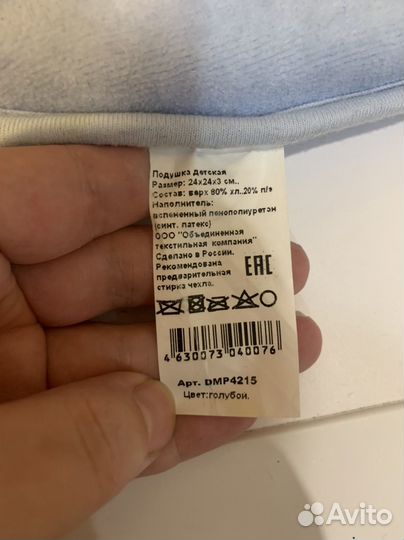 Подушка детская
Размер: 24x24x3 см..
Состав: верх 80% хл..20% п/э
Наполнитель:
вспененный пенополиуретэн
(синт. латекс)
ООО "Объединенная
текстильная компания"
Сделано в России.
Рекомендована
предварительная
стирка чехла.
EAC
4 630073 040076
Арт. DMP4215
Цвет:голубой.
Avito